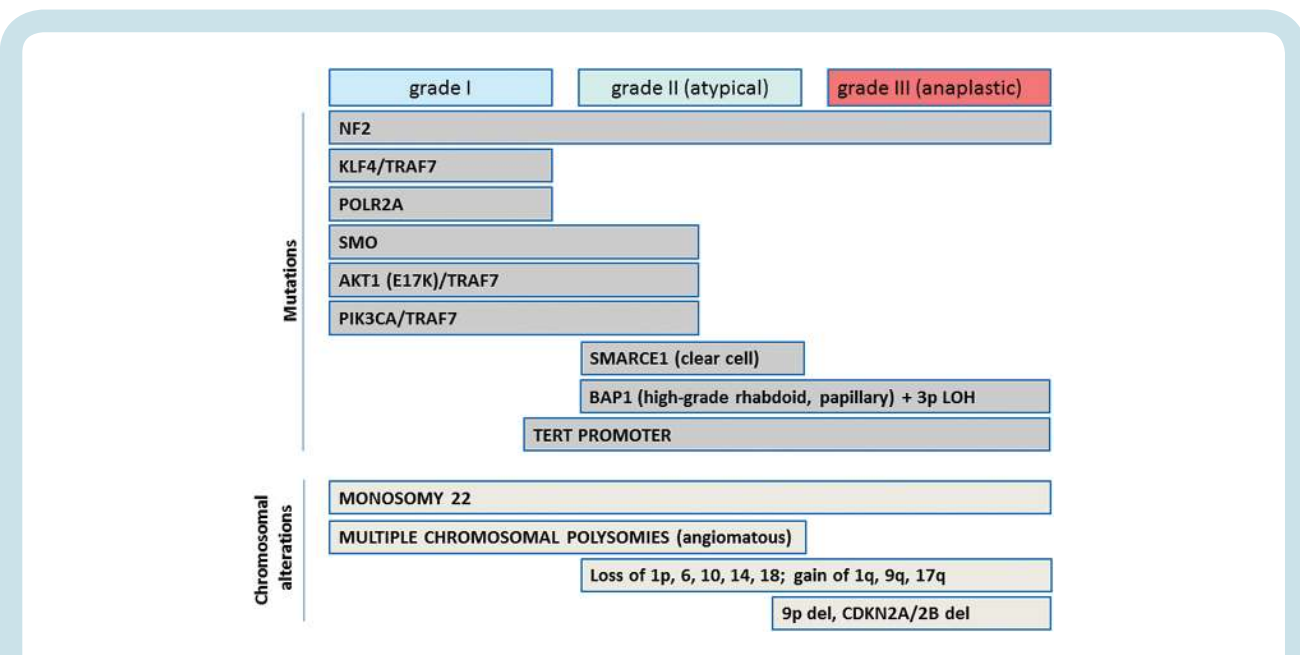 grade I
grade II (atypical)
grade III (anaplastic)
Mutations
NF2
KLF4/TRAF7
POLR2A
SMO
AKT1 (E17K)/TRAF7
PIK3CA/TRAF7
SMARCE1 (clear cell)
BAP1 (high-grade rhabdoid, papillary) + 3p LOH
TERT PROMOTER
Chromosomal
alterations
MONOSOMY 22
MULTIPLE CHROMOSOMAL POLYSOMIES (angiomatous)
Loss of 1p, 6, 10, 14, 18; gain of 1q, 9q, 17q
9p del, CDKN2A/2B del